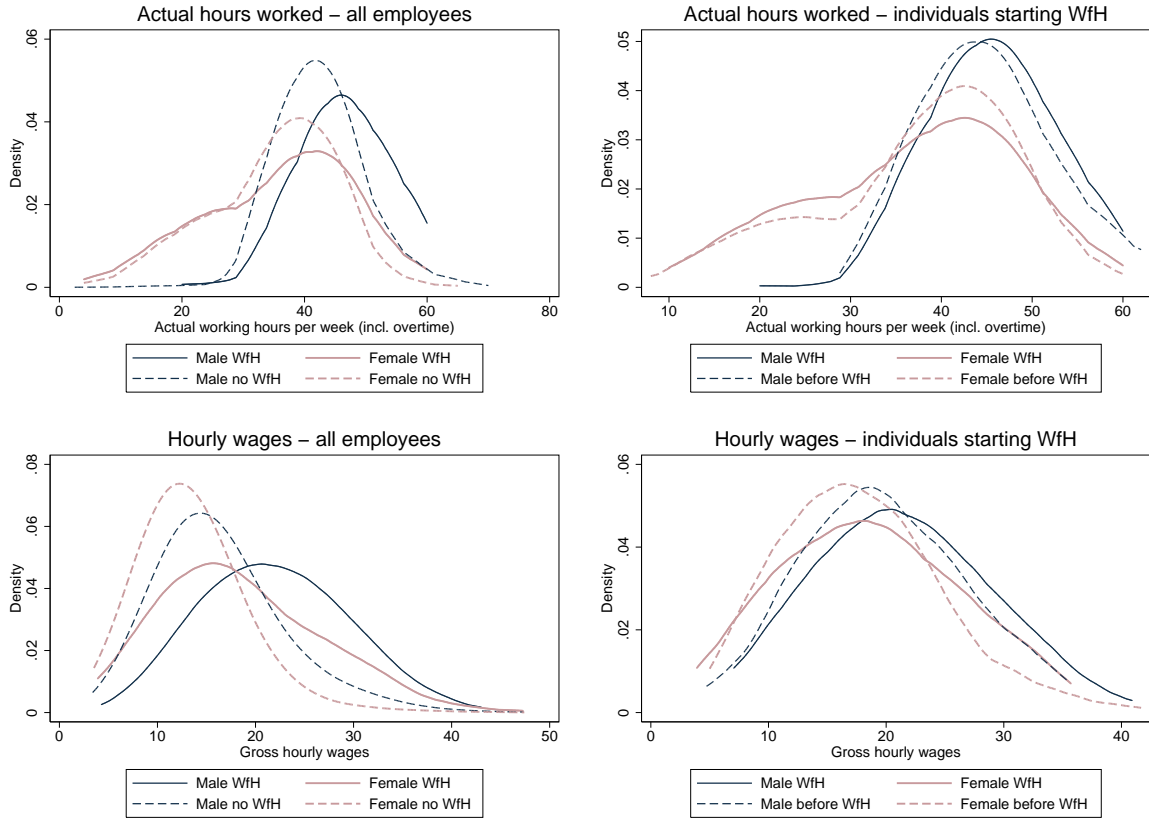 Actual hours worked – all employees
.06
.04
.02
0
Density
0 20 40 60 80
Actual working hours per week (incl. overtime)
Male WfH Female WfH
Male no WfH Female no WfH
Actual hours worked – individuals starting WfH
.05
.04
.03
.02
.01
0
Density
10 20 30 40 50 60
Actual working hours per week (incl. overtime)
Male WfH Female WfH
Male before WfH Female before WfH
Hourly wages – all employees
.08
.06
.04
.02
0
Density
0 10 20 30 40 50
Gross hourly wages
Male WfH Female WfH
Male no WfH Female no WfH
Hourly wages – individuals starting WfH
.06
.04
.02
0
Density
0 10 20 30 40
Gross hourly wages
Male WfH Female WfH
Male before WfH Female before WfH